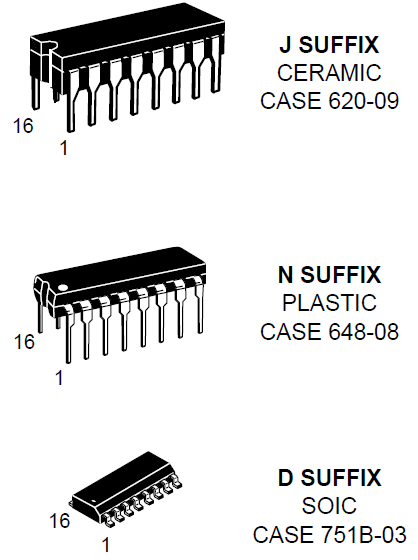 J SUFFIX
CERAMIC
CASE 620-09
16
1
N SUFFIX
PLASTIC
CASE 648-08
16
1
D SUFFIX
SOIC
CASE 751B-03
16
1